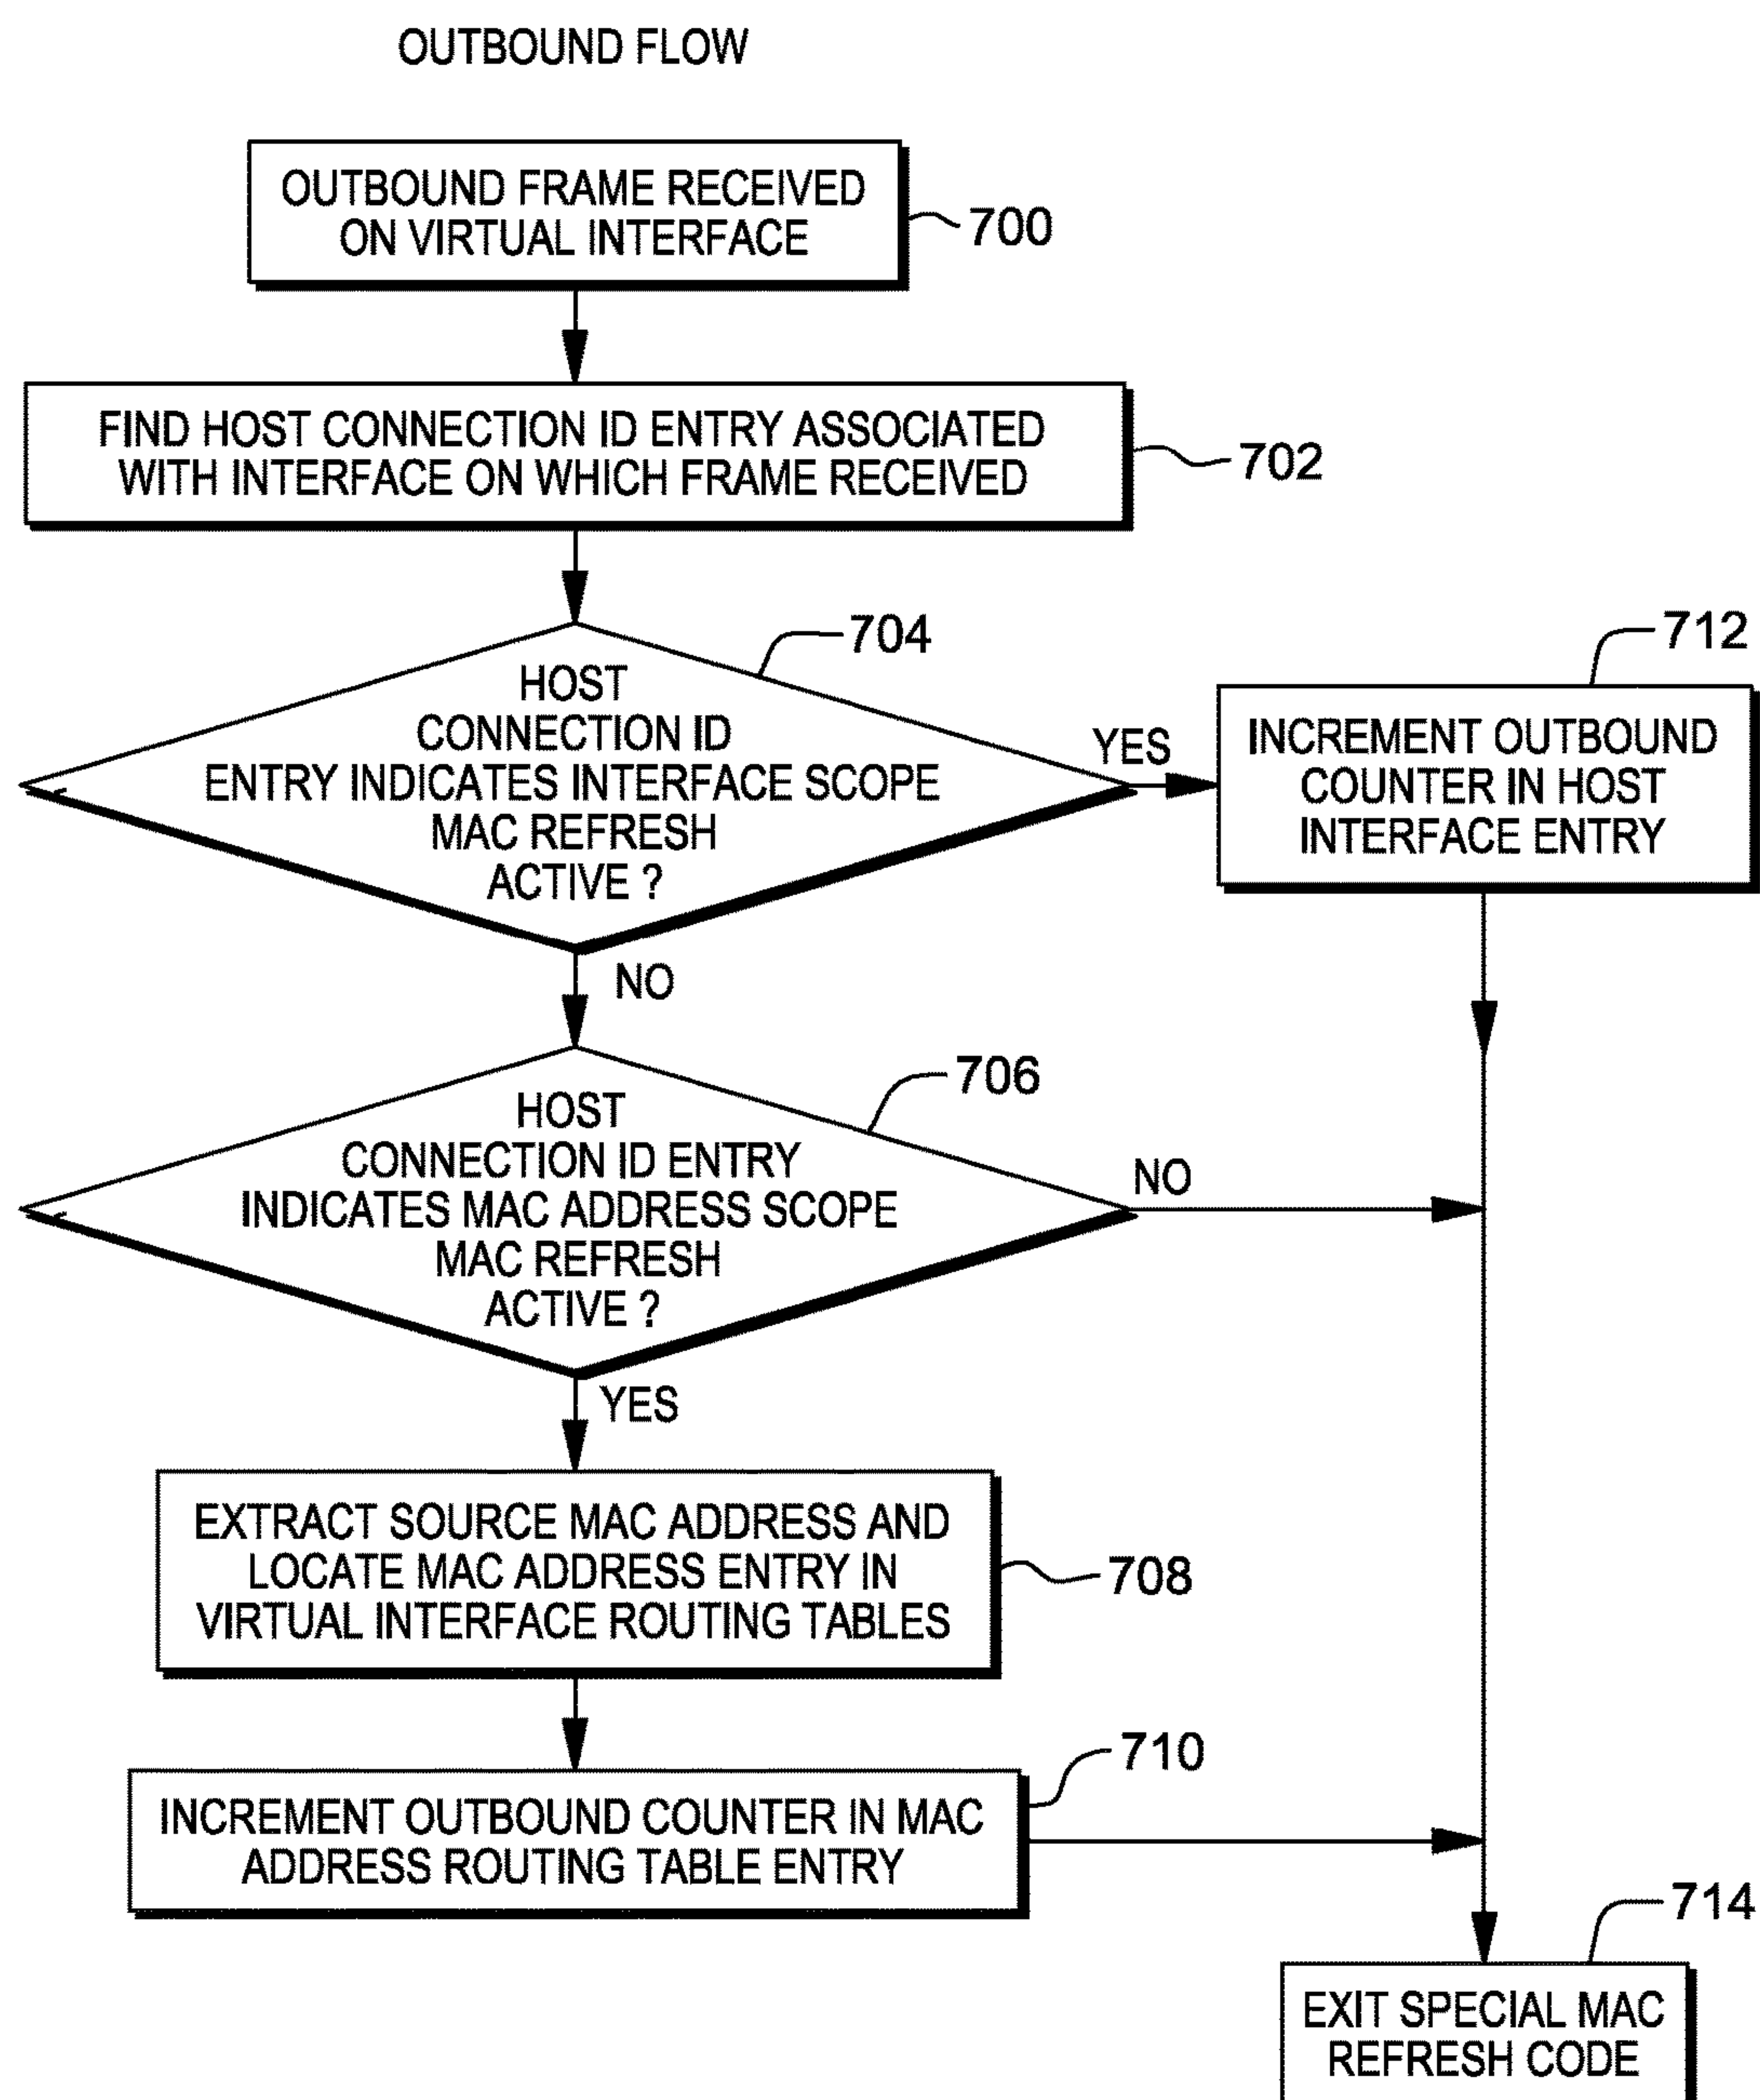 OUTBOUND FLOW
OUTBOUND FRAME RECEIVED
ON VIRTUAL INTERFACE
700
FIND HOST CONNECTION ID ENTRY ASSOCIATED
WITH INTERFACE ON WHICH FRAME RECEIVED
702
704
HOST
CONNECTION ID
ENTRY INDICATES INTERFACE SCOPE
MAC REFRESH
ACTIVE ?
YES
712
INCREMENT OUTBOUND
COUNTER IN HOST
INTERFACE ENTRY
NO
706
HOST
CONNECTION ID ENTRY
INDICATES MAC ADDRESS SCOPE
MAC REFRESH
ACTIVE ?
NO
YES
EXTRACT SOURCE MAC ADDRESS AND
LOCATE MAC ADDRESS ENTRY IN
VIRTUAL INTERFACE ROUTING TABLES
708
710
INCREMENT OUTBOUND COUNTER IN MAC
ADDRESS ROUTING TABLE ENTRY
714
EXIT SPECIAL MAC
REFRESH CODE